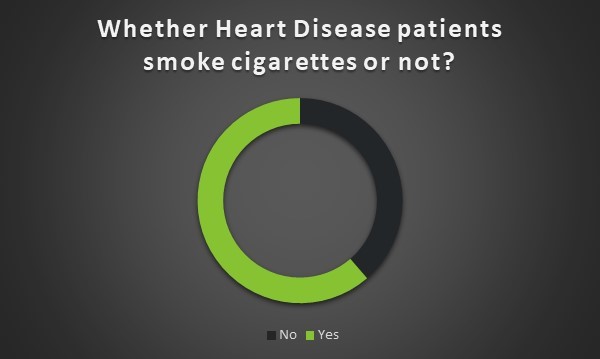 Whether Heart Disease patients
smoke cigarettes or not?
No Yes